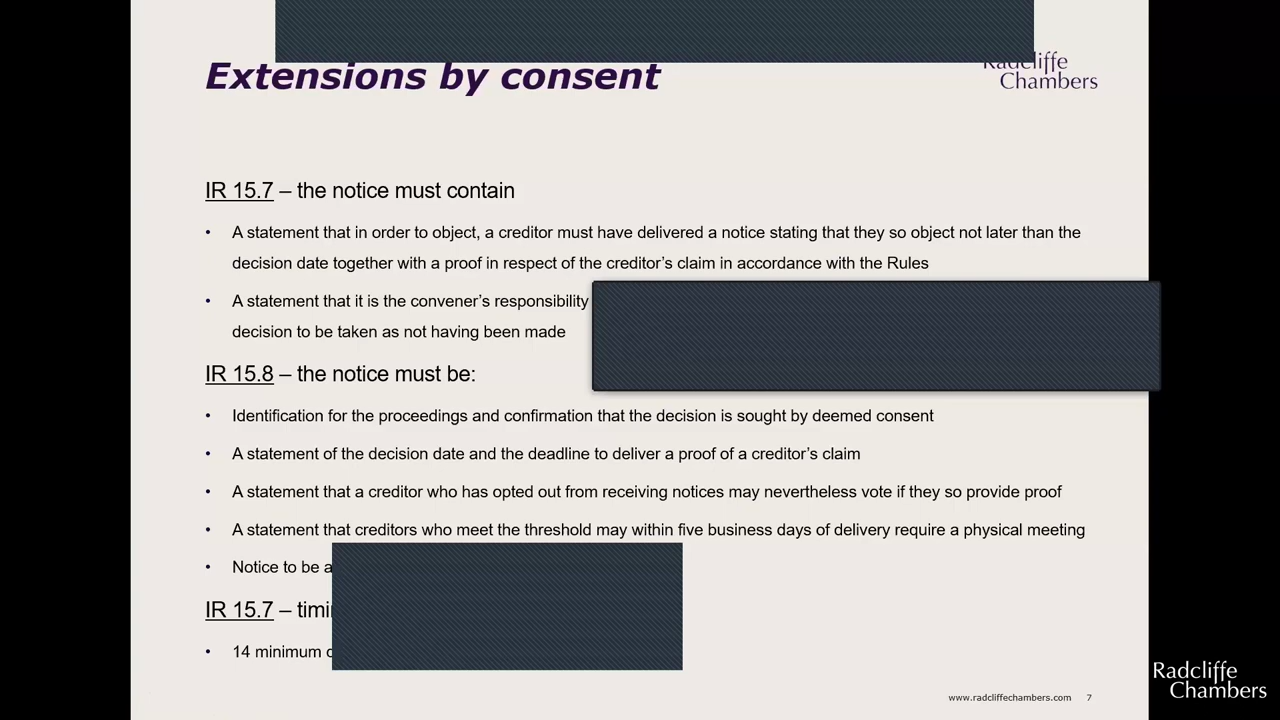 Extensions by consent
Radcliffe
Chambers
IR 15.7 – the notice must contain
• A statement that in order to object, a creditor must have delivered a notice stating that they so object not later than the
decision date together with a proof in respect of the creditor’s claim in accordance with the Rules
• A statement that it is the convener’s responsibility
decision to be taken as not having been made
IR 15.8 – the notice must be:
• Identification for the proceedings and confirmation that the decision is sought by deemed consent
• A statement of the decision date and the deadline to deliver a proof of a creditor’s claim
• A statement that a creditor who has opted out from receiving notices may nevertheless vote if they so provide proof
• A statement that creditors who meet the threshold may within five business days of delivery require a physical meeting
• Notice to be
IR 15.7 –
• 14 minimum
www.radcliffechambers.com 7
Radcliffe
Chambers